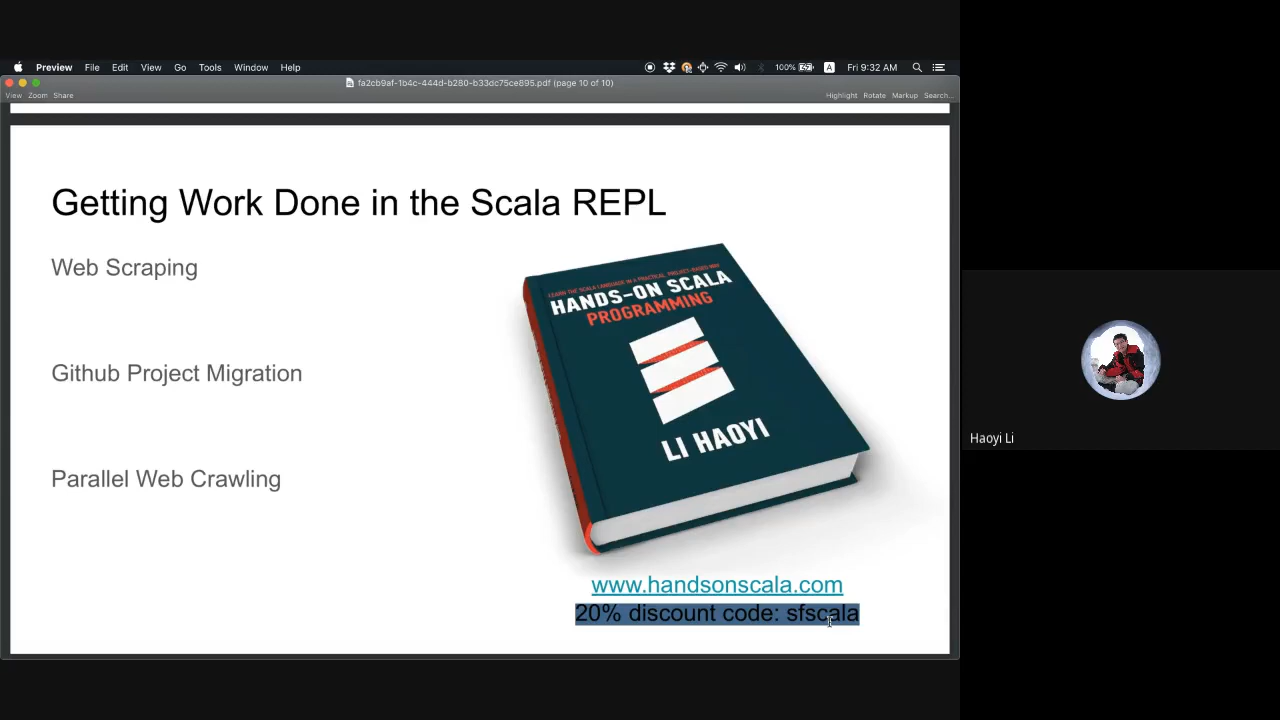 Preview File Edit View Go Tools Window Help 100% A Fri 9:32 AM
fa2cb9af-1b4c-444d-b280-b33dc75ce895.pdf (page 10 of 10)
View Zoom Share Highlight Rotate Markup Search...
Getting Work Done in the Scala REPL
Web Scraping
Github Project Migration
Parallel Web Crawling
LEARN THE SCALA LANGUAGE IN A PRACTICAL, PROJECT-BASED WAY
HANDS-ON SCALA
PROGRAMMING
LI HAOYI
www.handsonscala.com
20% discount code: sfscala
Haoyi Li